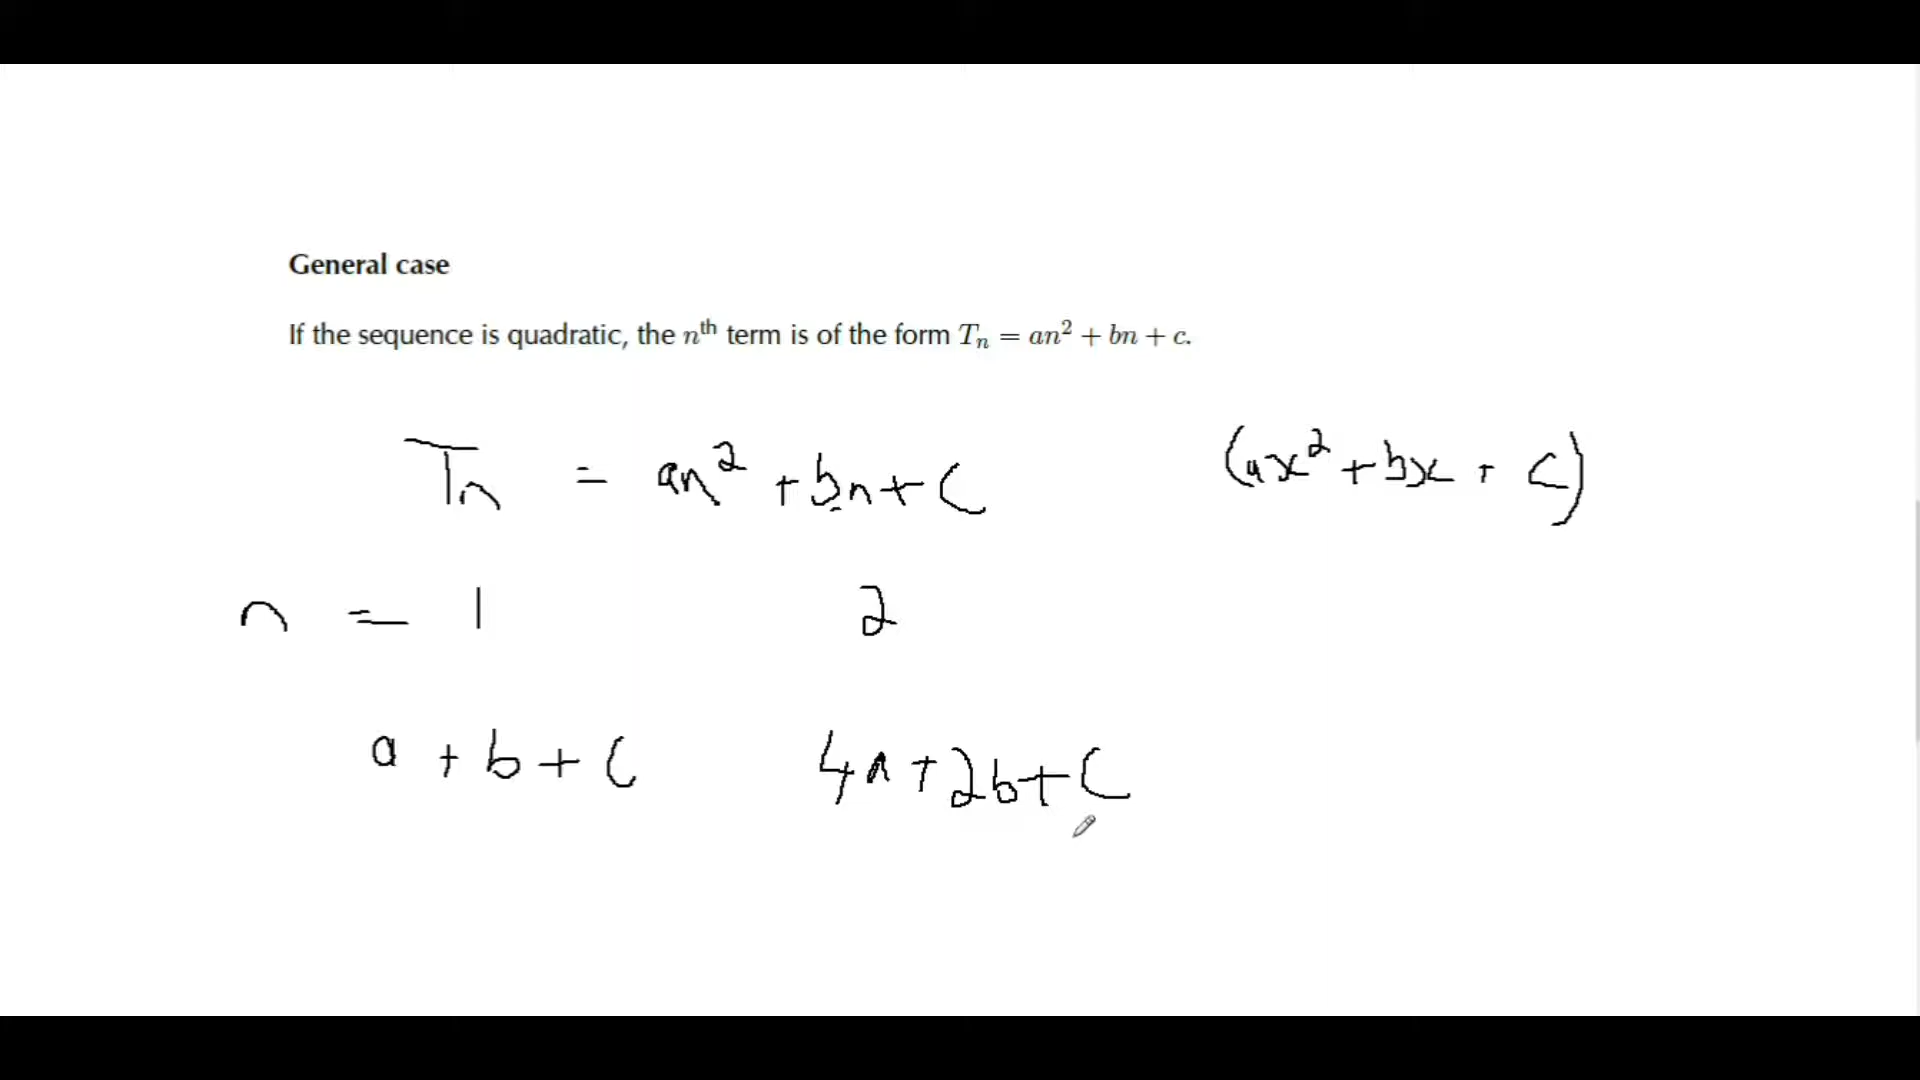 General case
If the sequence is quadratic, the nᵗʰ term is of the form Tₙ = an² + bn + c.
Tₙ = an² + bn + c (ax² + bx + c)
n = 1 2
a + b + c 4a + 2b + c